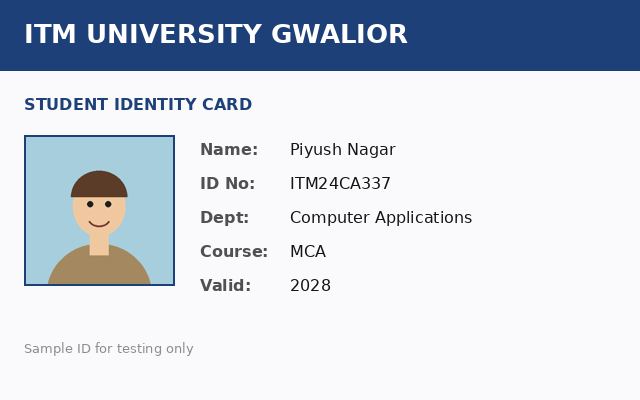 ITM UNIVERSITY GWALIOR
STUDENT IDENTITY CARD
Name: Piyush Nagar
ID No: ITM24CA337
Dept: Computer Applications
Course: MCA
Valid: 2028
Sample ID for testing only